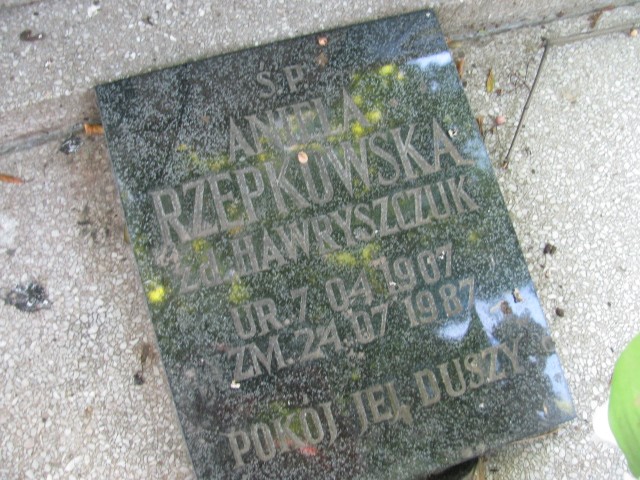 Ś.P.
ANIELA
RZEPKOWSKA
Z d. HAWRYSZCZUK
UR. 7 04 1907
ZM. 24.07 1987
POKÓJ JEJ DUSZY